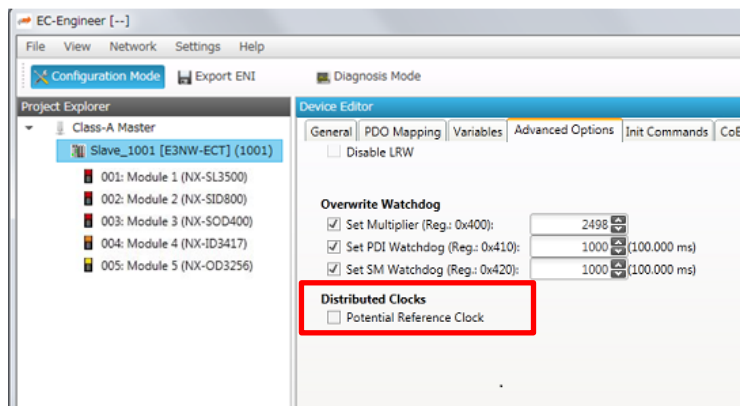 EC-Engineer [--]
File View Network Settings Help
Configuration Mode Export ENI Diagnosis Mode
Project Explorer
Class-A Master
Slave_1001 [E3NW-ECT] (1001)
001: Module 1 (NX-SL3500)
002: Module 2 (NX-SID800)
003: Module 3 (NX-SOD400)
004: Module 4 (NX-ID3417)
005: Module 5 (NX-OD3256)
Device Editor
General PDO Mapping Variables Advanced Options Init Commands CoE
Disable LRW
Overwrite Watchdog
Set Multiplier (Reg.: 0x400): 2498
Set PDI Watchdog (Reg.: 0x410): 1000 (100.000 ms)
Set SM Watchdog (Reg.: 0x420): 1000 (100.000 ms)
Distributed Clocks
Potential Reference Clock